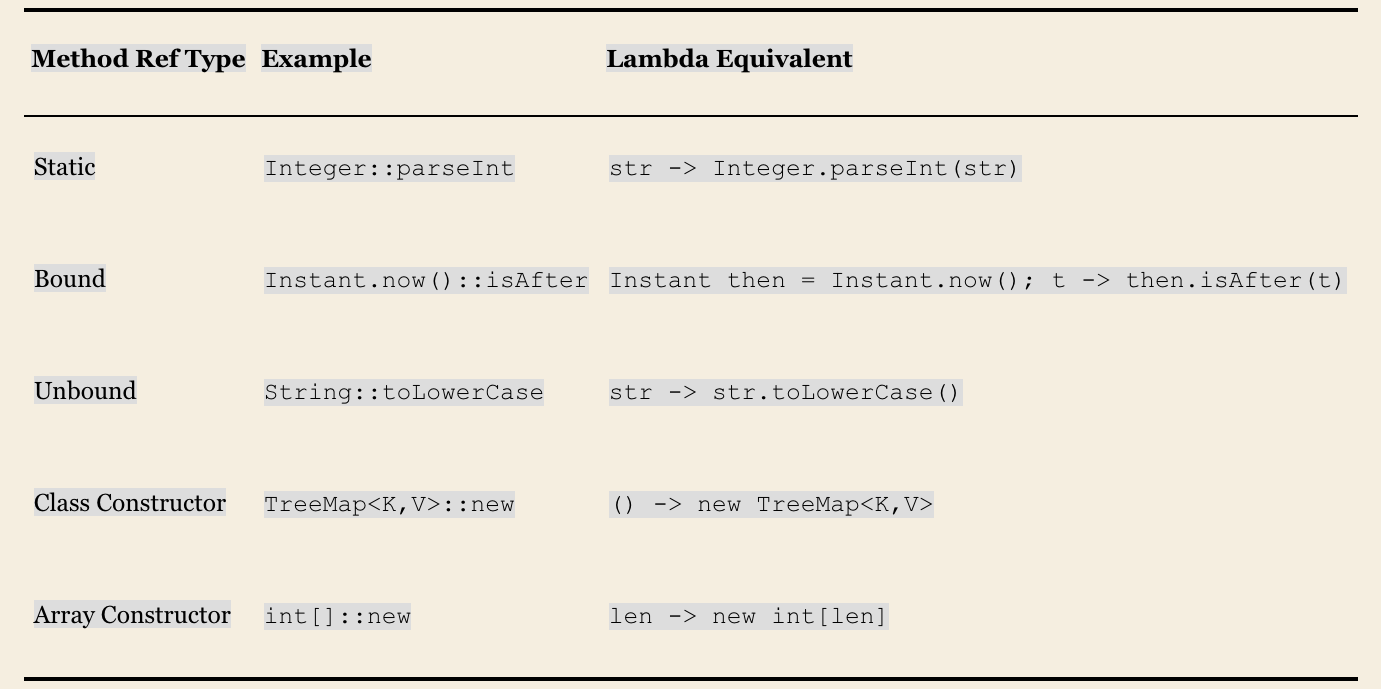 Method Ref Type Example Lambda Equivalent
Static Integer::parseInt str -> Integer.parseInt(str)
Bound Instant.now()::isAfter Instant then = Instant.now(); t -> then.isAfter(t)
Unbound String::toLowerCase str -> str.toLowerCase()
Class Constructor TreeMap<K,V>::new () -> new TreeMap<K,V>
Array Constructor int[]::new len -> new int[len]